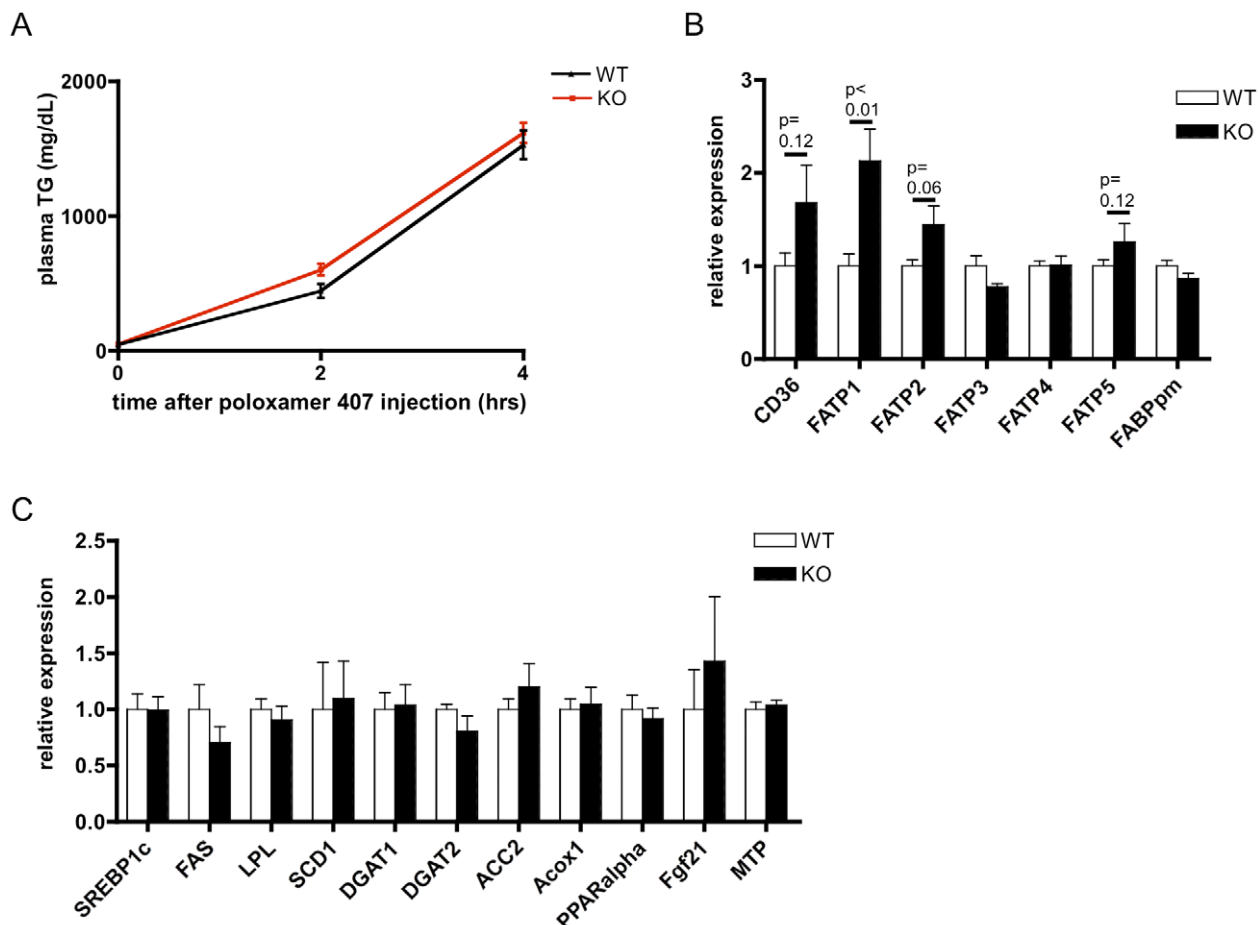 A
plasma TG (mg/dL)
2000
1000
0
0
2
4
time after poloxamer 407 injection (hrs)
WT
KO
B
relative expression
3
2
1
0
p=
0.12
p<
0.01
p=
0.06
p=
0.12
WT
KO
CD36
FATP1
FATP2
FATP3
FATP4
FATP5
FABPpm
C
relative expression
2.5
2.0
1.5
1.0
0.5
0.0
WT
KO
SREBP1c
FAS
LPL
SCD1
DGAT1
DGAT2
ACC2
Acox1
PPARalpha
Fgf21
MTP